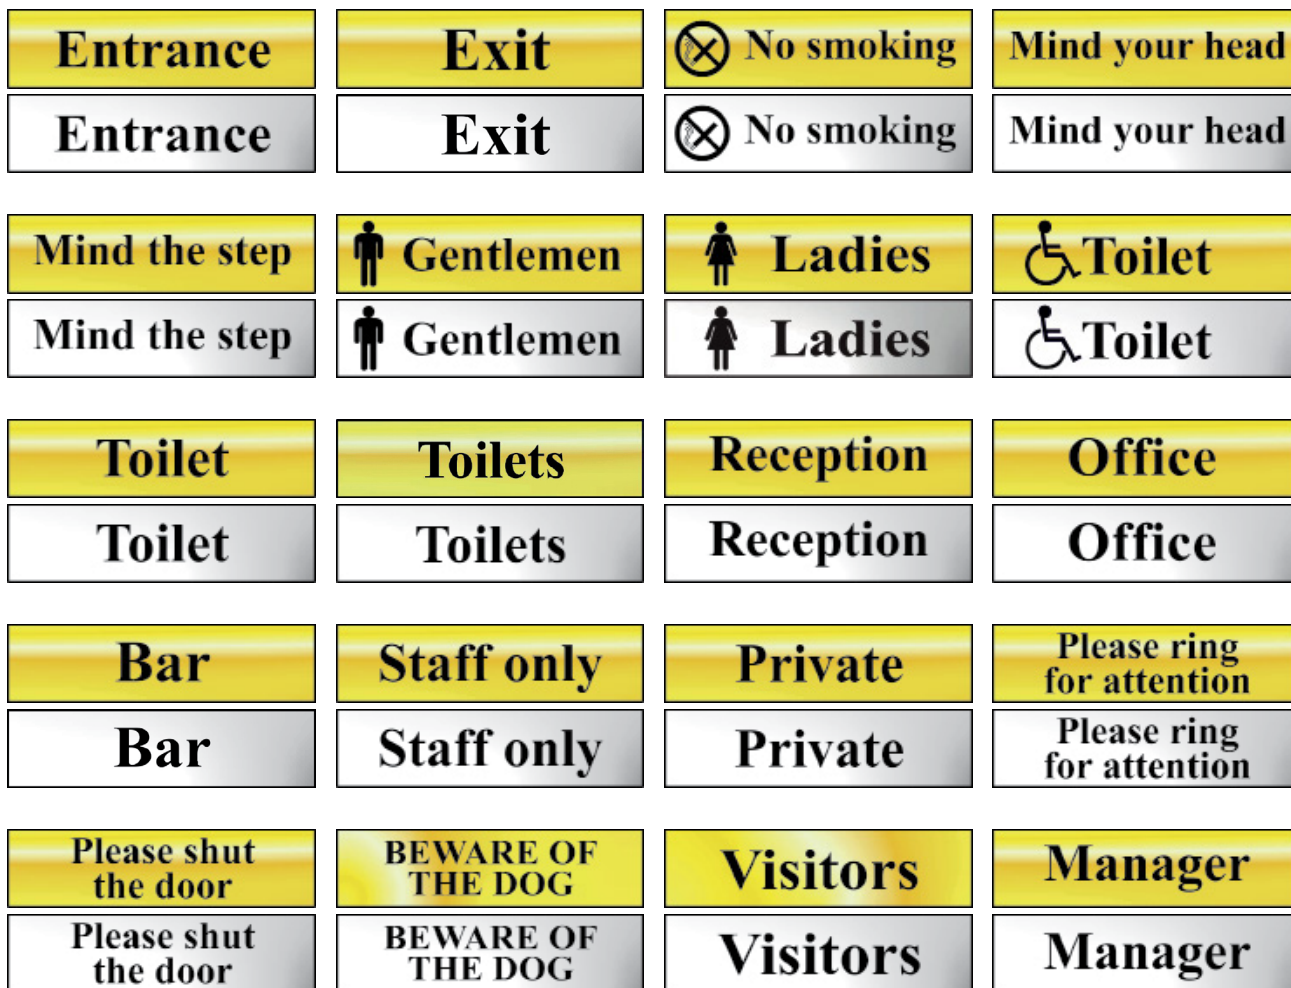 Entrance
Exit
No smoking
Mind your head
Entrance
Exit
No smoking
Mind your head
Mind the step
Gentlemen
Ladies
Toilet
Mind the step
Gentlemen
Ladies
Toilet
Toilet
Toilets
Reception
Office
Toilet
Toilets
Reception
Office
Bar
Staff only
Private
Please ring
for attention
Bar
Staff only
Private
Please ring
for attention
Please shut
the door
BEWARE OF
THE DOG
Visitors
Manager
Please shut
the door
BEWARE OF
THE DOG
Visitors
Manager